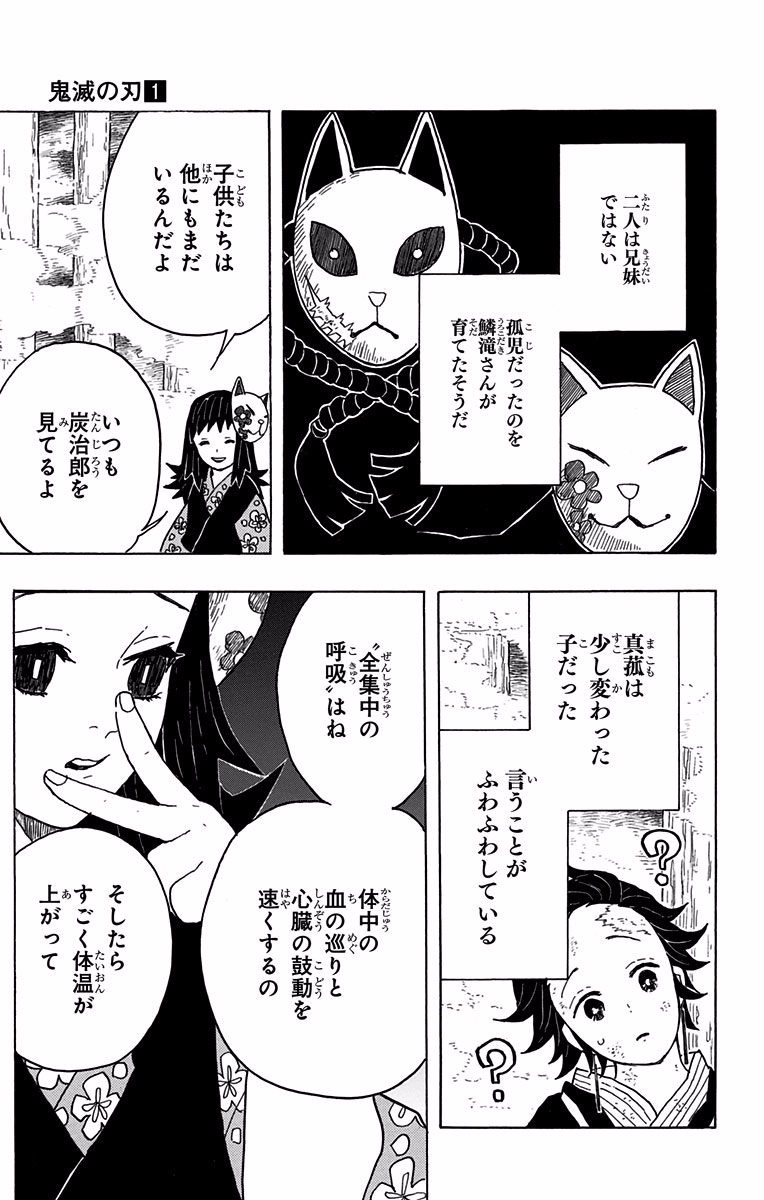 鬼滅の刃1
二人は兄妹
ではない
孤児だったのを
鱗滝さんが
育てたそうだ
子供たちは
他にもまだ
いるんだよ
いつも
炭治郎を
見てるよ
真菰は
少し変わった
子だった
言うことが
ふわふわしている
?
?
〝全集中の
呼吸〟はね
体中の
血の巡りと
心臓の鼓動を
速くするの
そしたら
すごく体温が
上がって